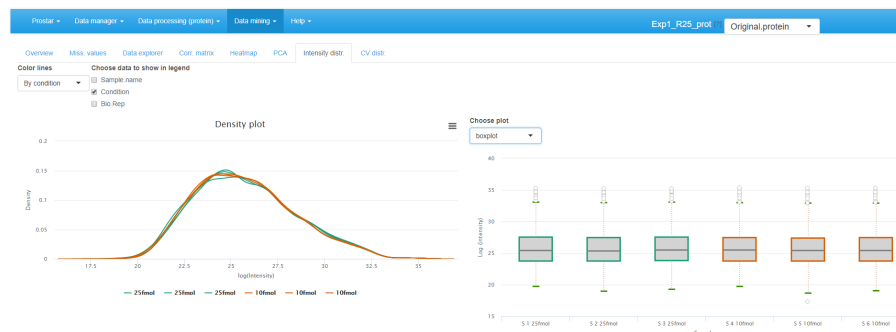 Prostar Data manager Data processing (protein) Data mining Help Exp1_R25_prot Original.protein
Overview Miss. values Data explorer Corr. matrix Heatmap PCA Intensity distr. CV distr.
Color lines Choose data to show in legend
By condition Sample.name
Condition
Bio.Rep
Density plot
Choose plot
boxplot
0.2
0.15
0.1
0.05
0
Density
17.5 20 22.5 25 27.5 30 32.5 35
log(Intensity)
25fmol 25fmol 25fmol 10fmol 10fmol 10fmol
40
35
30
25
20
15
Log (intensity)
S 1 25fmol S 2 25fmol S 3 25fmol S 4 10fmol S 5 10fmol S 6 10fmol